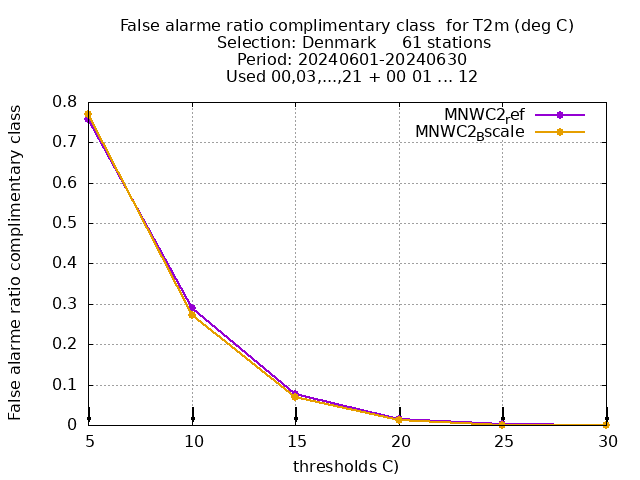 False alarme ratio complimentary class  for T2m (deg C)
Selection: Denmark     61 stations
Period: 20240601-20240630
Used 00,03,...,21 + 00 01 ... 12
False alarme ratio complimentary class
0.8
0.7
0.6
0.5
0.4
0.3
0.2
0.1
0
MNWC2ref
MNWC2Bscale
5 10 15 20 25 30
thresholds C)